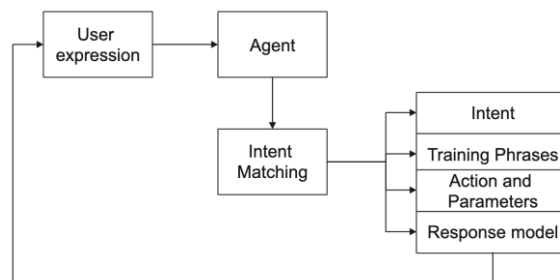 User
expression
Agent
Intent
Matching
Intent
Training Phrases
Action and
Parameters
Response model